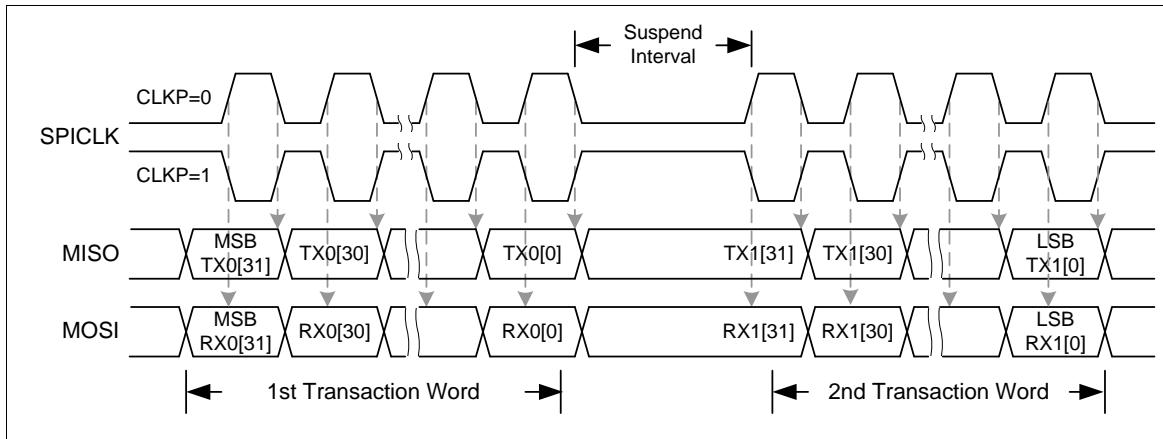 Suspend
Interval
CLKP=0
SPICLK
CLKP=1
MISO
MSB
TX0[31]
TX0[30]
TX0[0]
TX1[31]
TX1[30]
LSB
TX1[0]
MOSI
MSB
RX0[31]
RX0[30]
RX0[0]
RX1[31]
RX1[30]
LSB
RX1[0]
1st Transaction Word
2nd Transaction Word